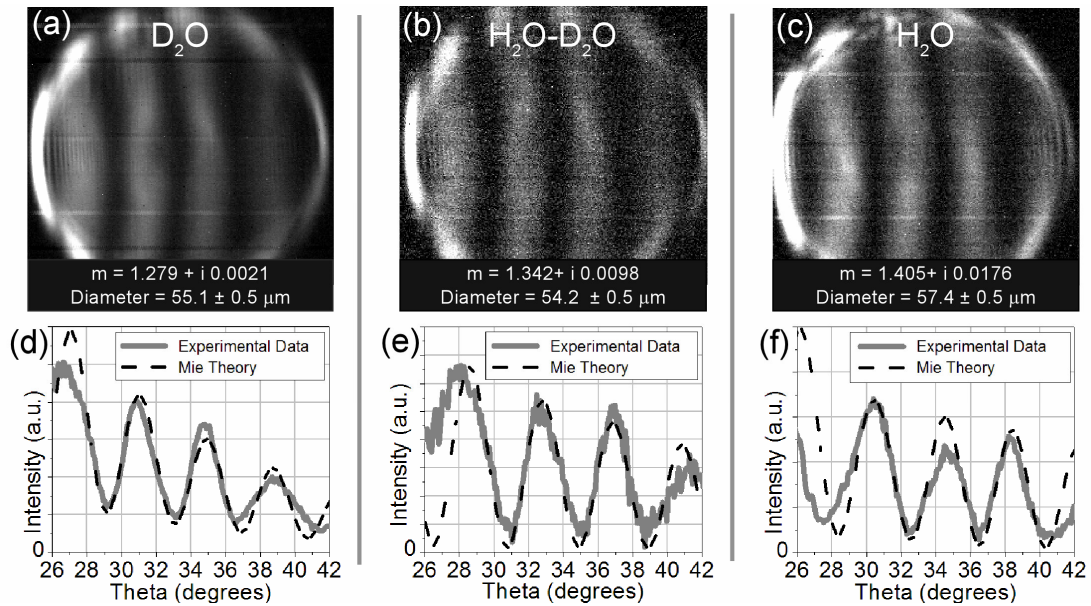 (a) D₂O
(b) H₂O-D₂O
(c) H₂O
m = 1.279 + i 0.0021
Diameter = 55.1 ± 0.5 μm
m = 1.342+ i 0.0098
Diameter = 54.2 ± 0.5 μm
m = 1.405+ i 0.0176
Diameter = 57.4 ± 0.5 μm
(d)
Experimental Data
Mie Theory
Intensity (a.u.)
0
26 28 30 32 34 36 38 40 42
Theta (degrees)
(e)
Experimental Data
Mie Theory
Intensity (a.u.)
0
26 28 30 32 34 36 38 40 42
Theta (degrees)
(f)
Experimental Data
Mie Theory
Intensity (a.u.)
0
26 28 30 32 34 36 38 40 42
Theta (degrees)